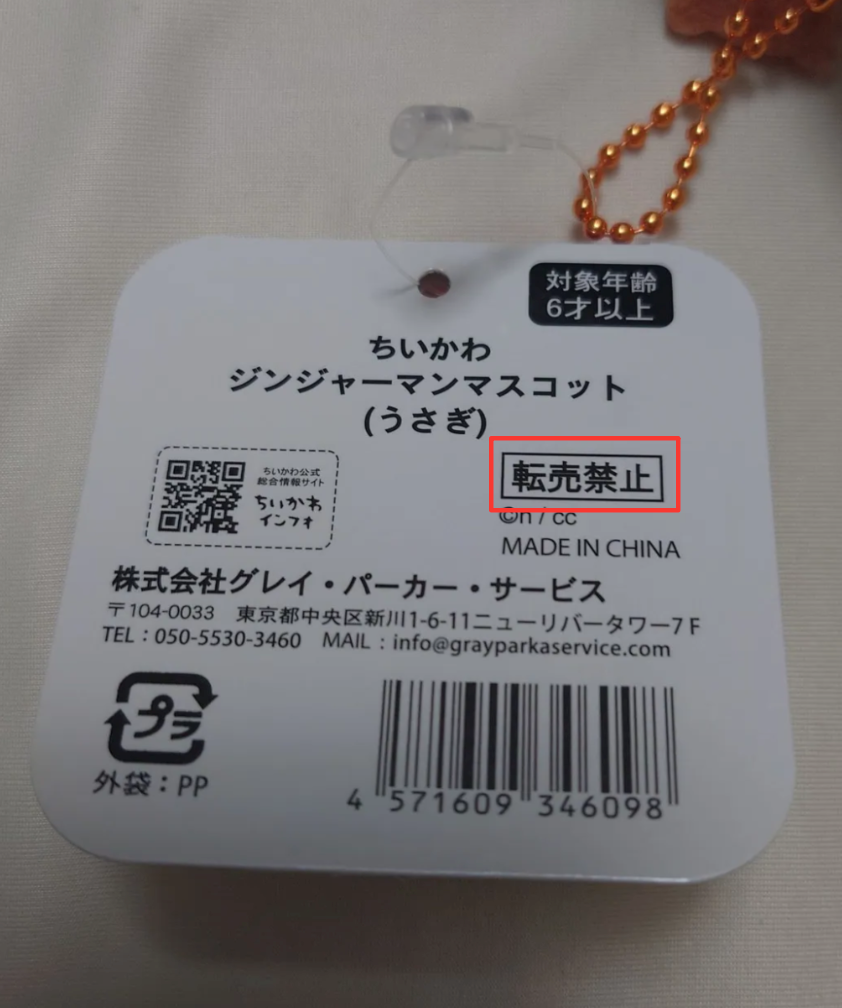 対象年齢
6才以上
ちいかわ
ジンジャーマンマスコット
(うさぎ)
ちいかわ公式
総合情報サイト
ちいかわ
インフォ
転売禁止
©n / cc
MADE IN CHINA
株式会社グレイ・パーカー・サービス
〒104-0033 東京都中央区新川1-6-11ニューリバータワー7F
TEL：050-5530-3460 MAIL：info@grayparkaservice.com
プラ
外袋：PP
4 571609 346098